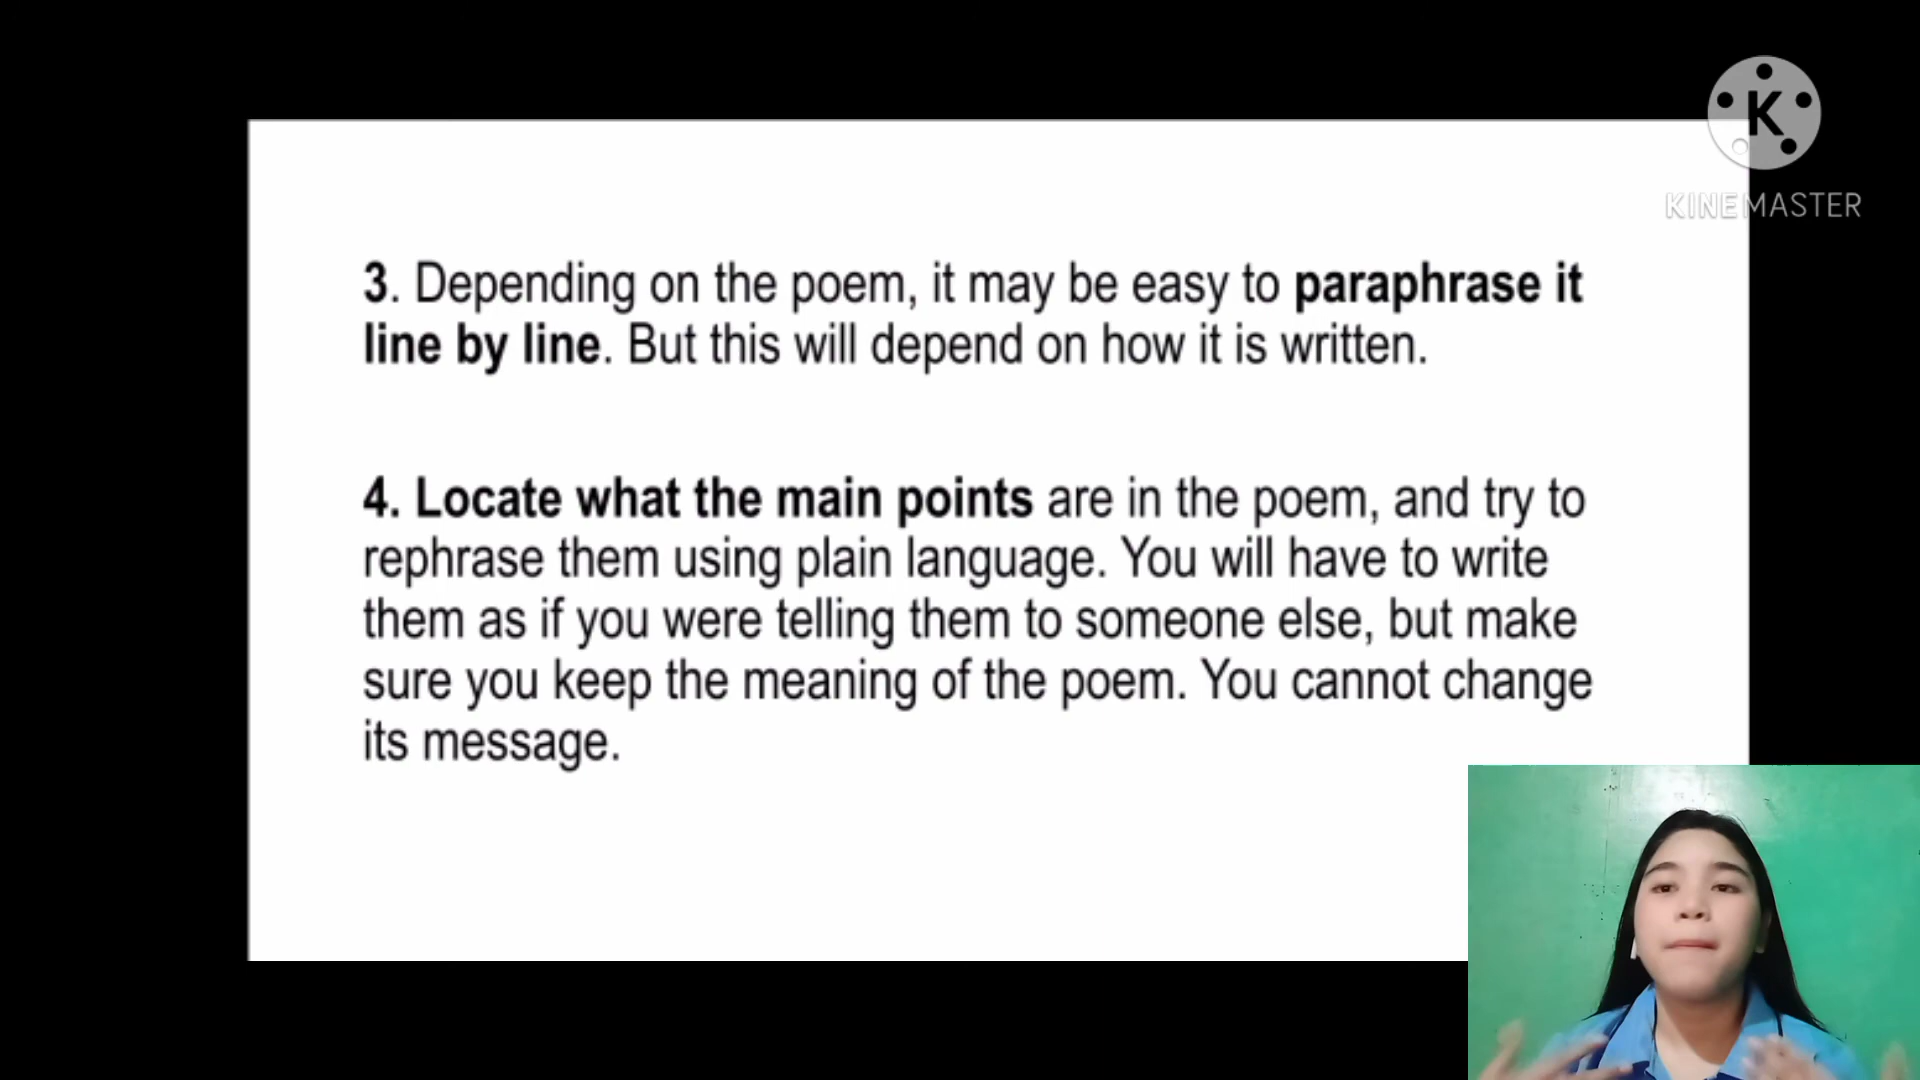 K
KINEMASTER
3. Depending on the poem, it may be easy to paraphrase it
line by line. But this will depend on how it is written.
4. Locate what the main points are in the poem, and try to
rephrase them using plain language. You will have to write
them as if you were telling them to someone else, but make
sure you keep the meaning of the poem. You cannot change
its message.